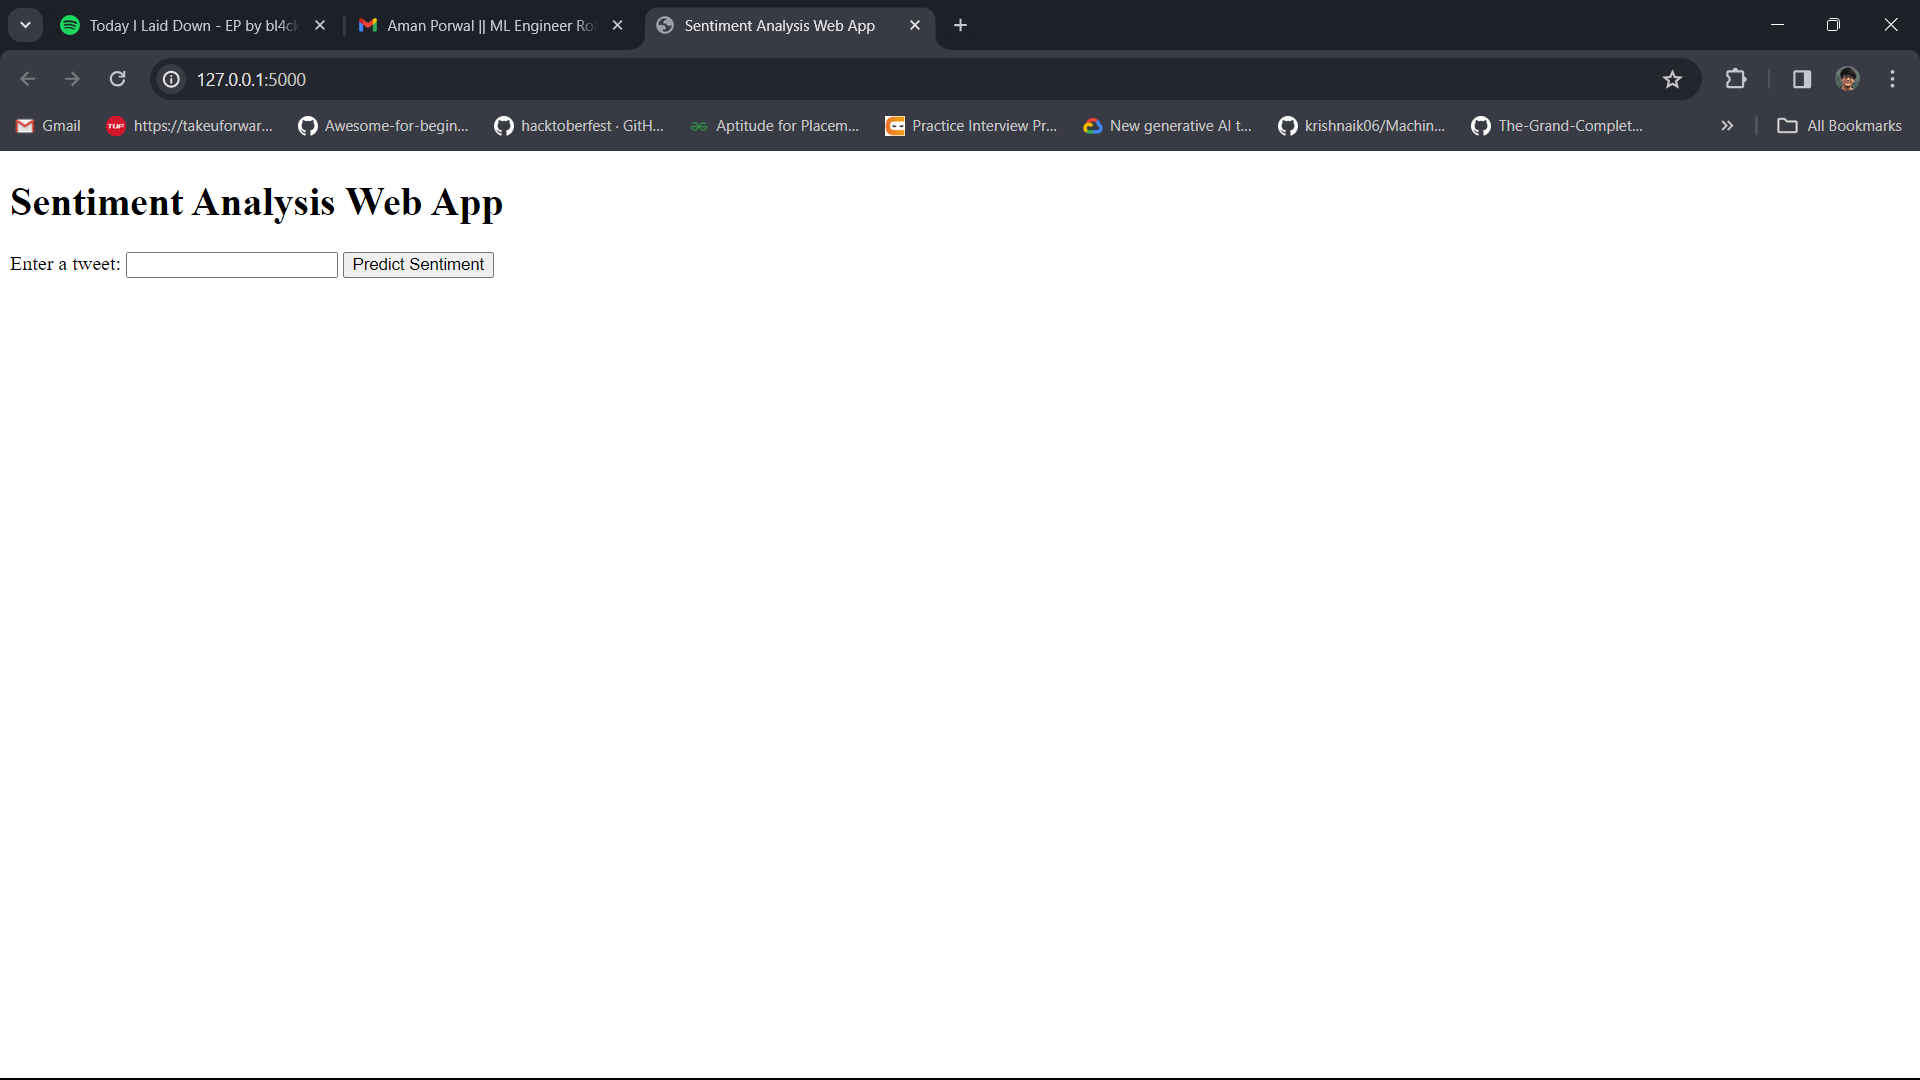 Today I Laid Down - EP by bl4ck
Aman Porwal || ML Engineer Ro
Sentiment Analysis Web App
127.0.0.1:5000
Gmail
TUF
https://takeuforwar...
Awesome-for-begin...
hacktoberfest · GitH...
Aptitude for Placem...
Practice Interview Pr...
New generative AI t...
krishnaik06/Machin...
The-Grand-Complet...
All Bookmarks
Sentiment Analysis Web App
Enter a tweet: Predict Sentiment